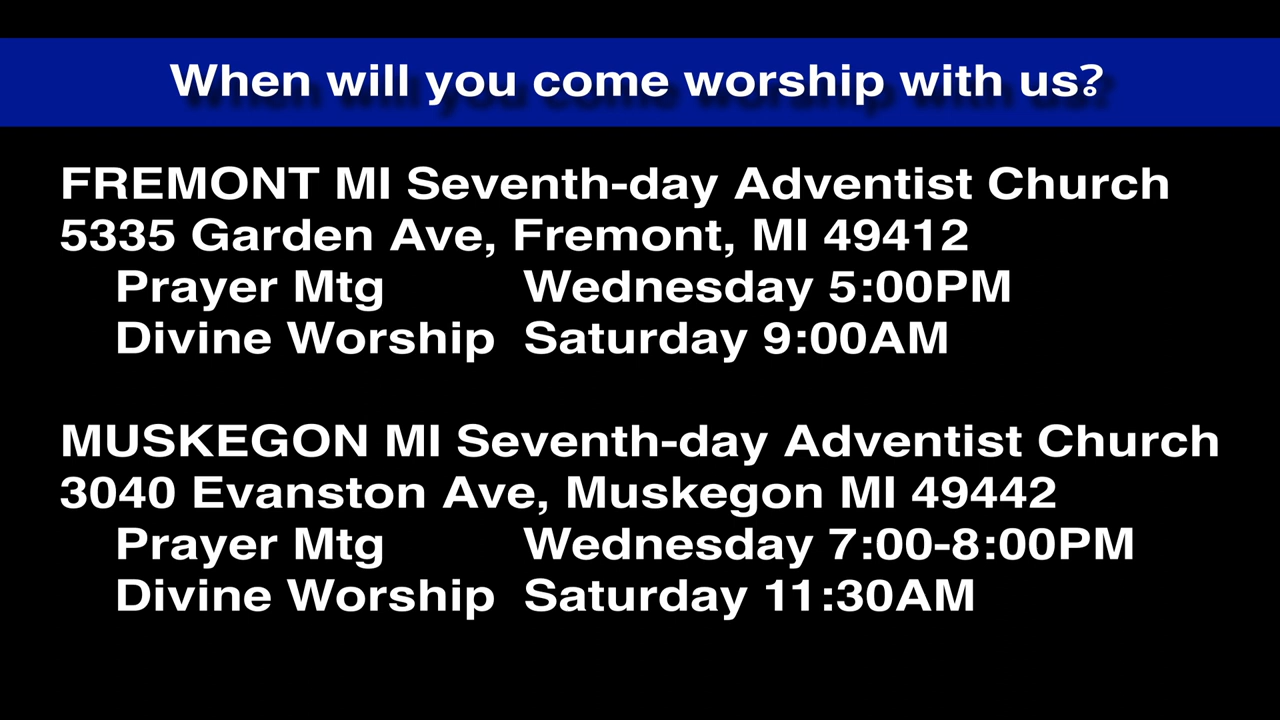 When will you come worship with us?
FREMONT MI Seventh-day Adventist Church
5335 Garden Ave, Fremont, MI 49412
Prayer Mtg Wednesday 5:00PM
Divine Worship Saturday 9:00AM
MUSKEGON MI Seventh-day Adventist Church
3040 Evanston Ave, Muskegon MI 49442
Prayer Mtg Wednesday 7:00-8:00PM
Divine Worship Saturday 11:30AM